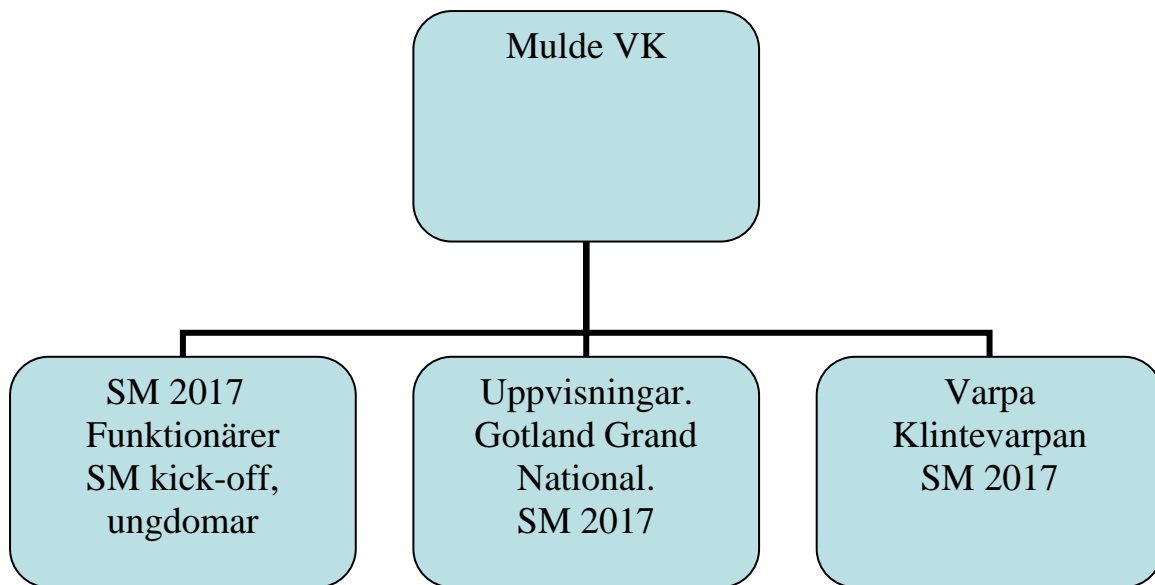 Mulde VK
SM 2017
Funktionärer
SM kick-off,
ungdomar
Uppvisningar.
Gotland Grand
National.
SM 2017
Varpa
Klintevarpan
SM 2017